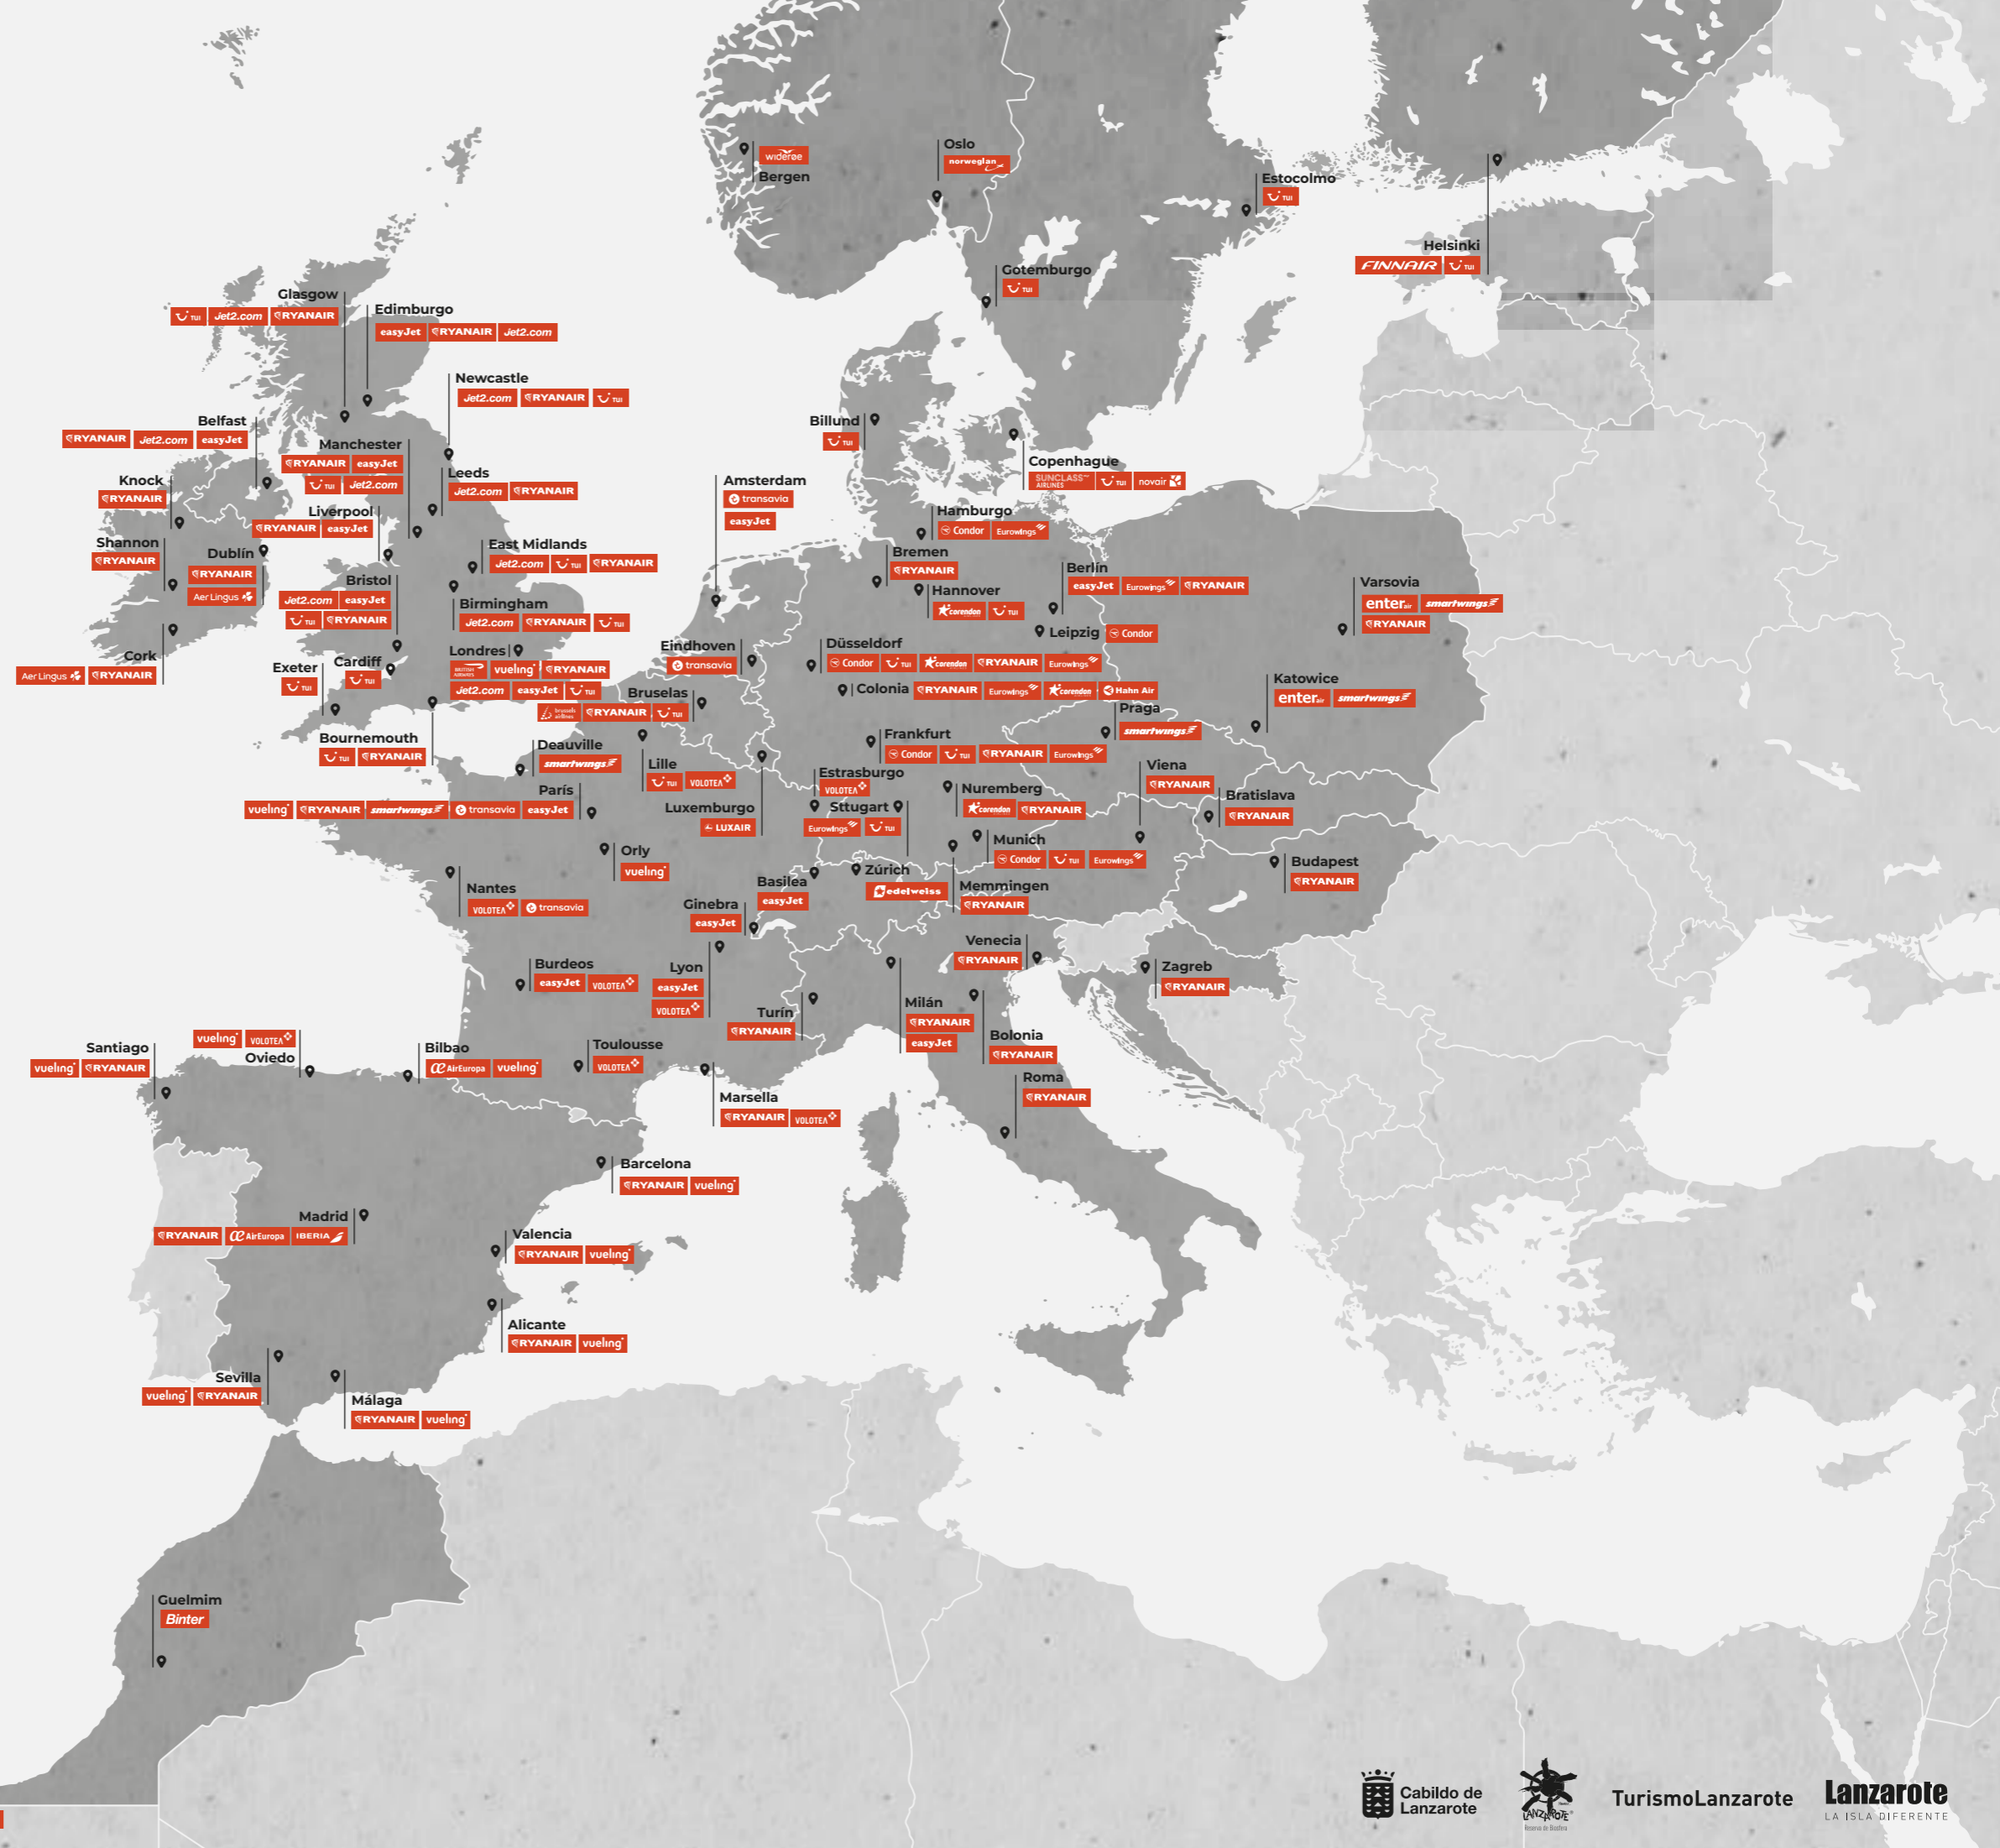 widerøe
Bergen
Oslo
norwegian
Estocolmo
TUI
Helsinki
FINNAIR TUI
Gotemburgo
TUI
Glasgow
TUI Jet2.com RYANAIR
Edimburgo
easyJet RYANAIR Jet2.com
Newcastle
Jet2.com RYANAIR TUI
Belfast
RYANAIR Jet2.com easyJet
Manchester
RYANAIR easyJet
TUI Jet2.com
Leeds
Jet2.com RYANAIR
Knock
RYANAIR
Liverpool
RYANAIR easyJet
Shannon
RYANAIR
Dublín
RYANAIR
Aer Lingus
East Midlands
Jet2.com TUI RYANAIR
Bristol
Jet2.com easyJet
TUI RYANAIR
Birmingham
Jet2.com RYANAIR TUI
Cork
Aer Lingus RYANAIR
Exeter
TUI
Cardiff
TUI
Londres
BRITISH AIRWAYS vueling RYANAIR
Jet2.com easyJet TUI
Bournemouth
TUI RYANAIR
Billund
TUI
Copenhague
SUNCLASS AIRLINES TUI novair
Amsterdam
transavia
easyJet
Hamburgo
Condor Eurowings
Bremen
RYANAIR
Hannover
corendon TUI
Berlín
easyJet Eurowings RYANAIR
Leipzig Condor
Varsovia
enter air smartwings
RYANAIR
Eindhoven
transavia
Düsseldorf
Condor TUI corendon RYANAIR Eurowings
Colonia RYANAIR Eurowings corendon Hahn Air
Katowice
enter air smartwings
Bruselas
brussels airlines RYANAIR TUI
Praga
smartwings
Deauville
smartwings
Lille
TUI VOLOTEA
Frankfurt
Condor TUI RYANAIR Eurowings
París
vueling RYANAIR smartwings transavia easyJet
Luxemburgo
LUXAIR
Estrasburgo
VOLOTEA
Sttugart
Eurowings TUI
Nuremberg
corendon RYANAIR
Viena
RYANAIR
Bratislava
RYANAIR
Munich
Condor TUI Eurowings
Budapest
RYANAIR
Orly
vueling
Nantes
VOLOTEA transavia
Basilea
easyJet
Zúrich
edelweiss
Memmingen
RYANAIR
Ginebra
easyJet
Lyon
easyJet
VOLOTEA
Burdeos
easyJet VOLOTEA
Venecia
RYANAIR
Zagreb
RYANAIR
Turín
RYANAIR
Milán
RYANAIR
easyJet
Bolonia
RYANAIR
Roma
RYANAIR
Santiago
vueling RYANAIR
vueling VOLOTEA
Oviedo
Bilbao
AirEuropa vueling
Toulousse
VOLOTEA
Marsella
RYANAIR VOLOTEA
Barcelona
RYANAIR vueling
Madrid
RYANAIR AirEuropa IBERIA
Valencia
RYANAIR vueling
Alicante
RYANAIR vueling
Sevilla
vueling RYANAIR
Málaga
RYANAIR vueling
Guelmim
Binter
Cabildo de
Lanzarote
LANZAROTE
Reserva de Biosfera
TurismoLanzarote
Lanzarote
LA ISLA DIFERENTE